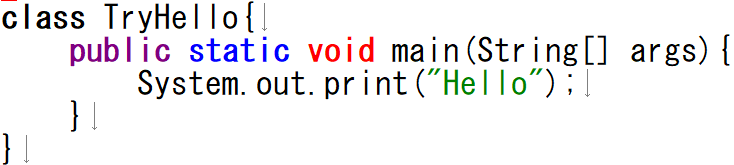 class TryHello{
    public static void main(String[] args){
        System.out.print("Hello");
    }
}